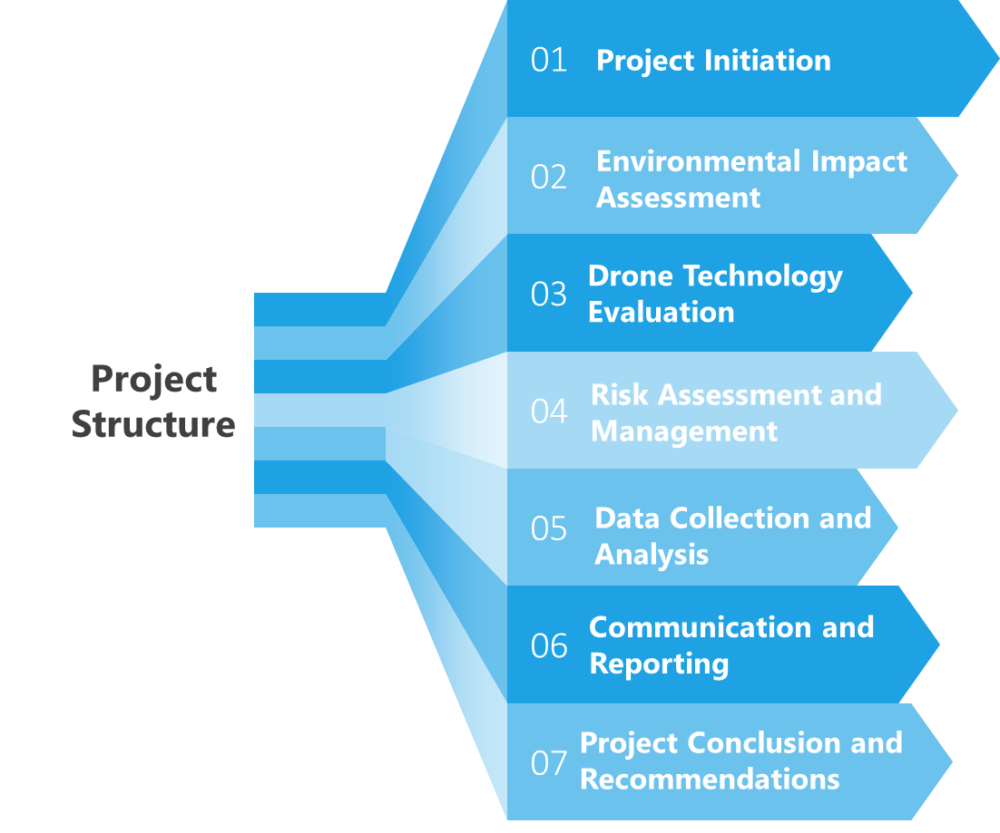 Project
Structure
01 Project Initiation
02 Environmental Impact
Assessment
03 Drone Technology
Evaluation
04 Risk Assessment and
Management
05 Data Collection and
Analysis
06 Communication and
Reporting
07 Project Conclusion and
Recommendations